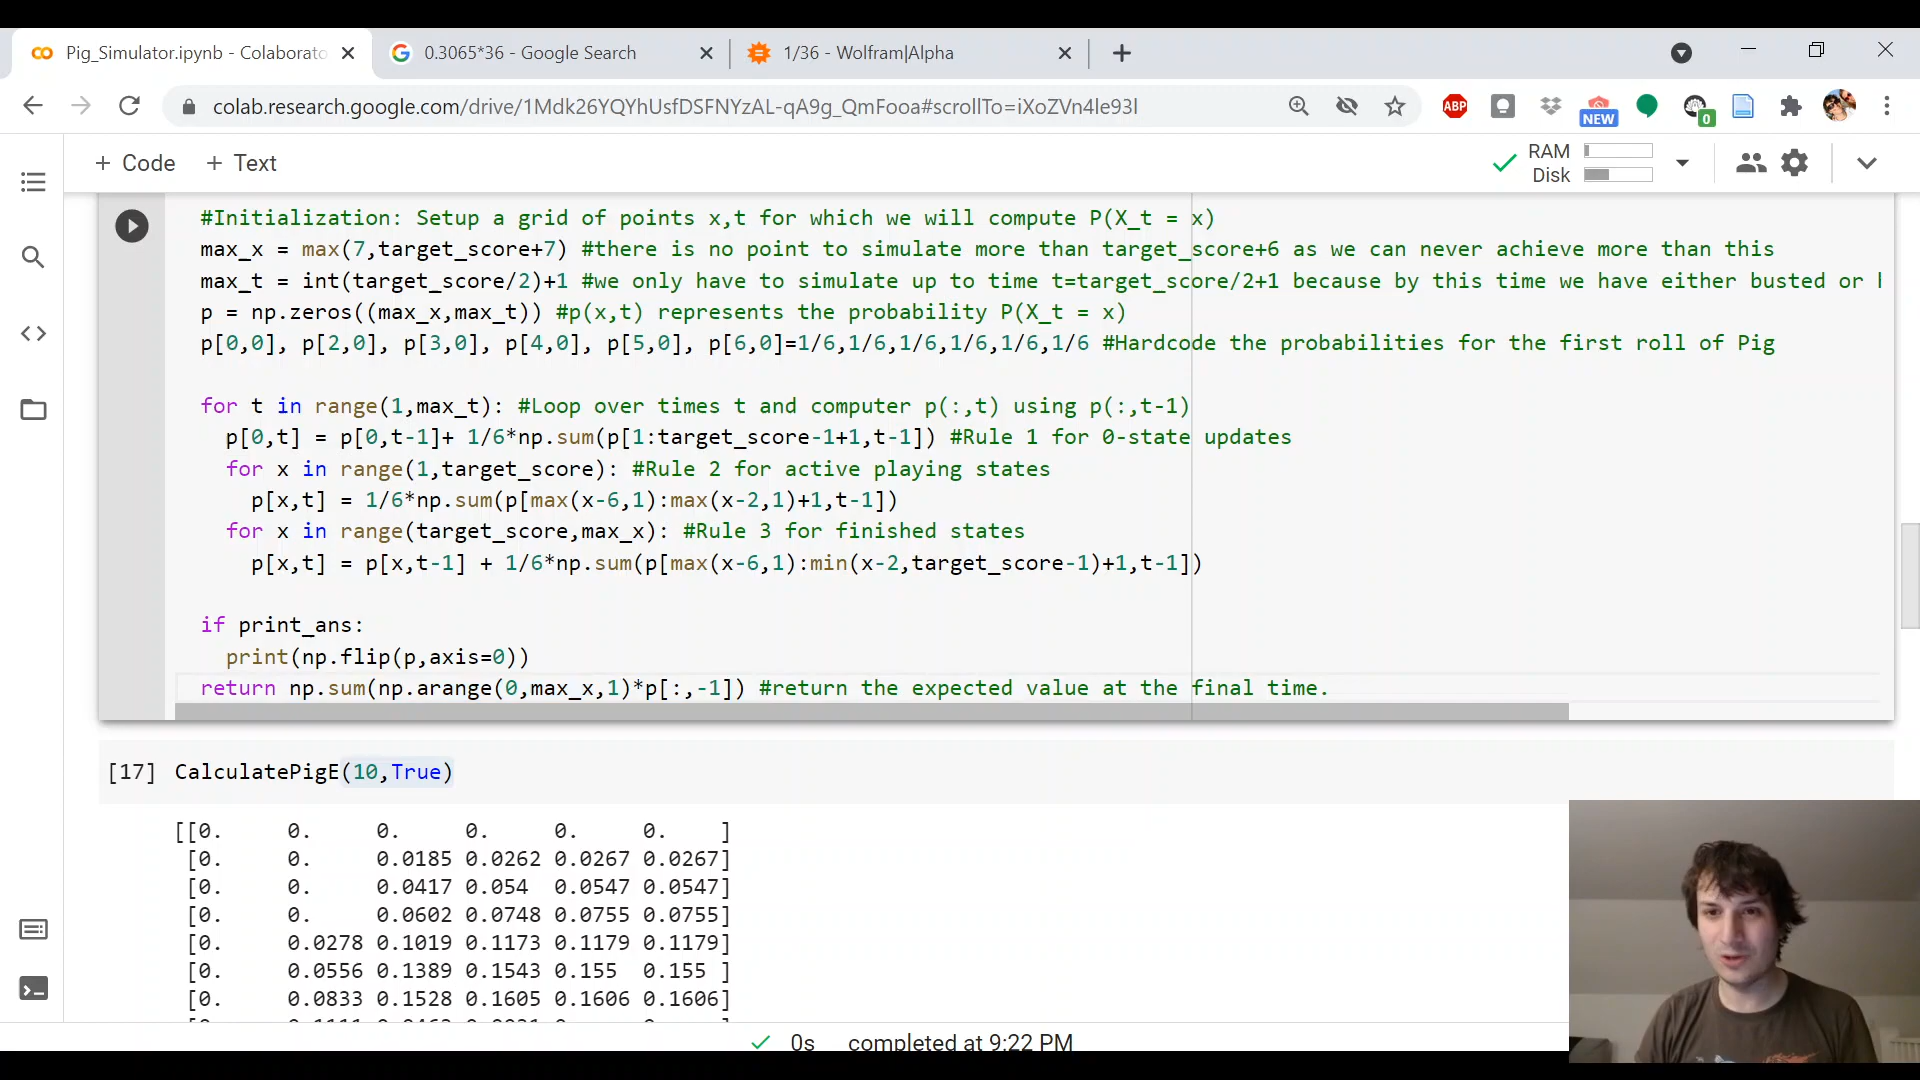 Pig_Simulator.ipynb - Colaborato
0.3065*36 - Google Search
1/36 - Wolfram|Alpha
colab.research.google.com/drive/1Mdk26YQYhUsfDSFNYzAL-qA9g_QmFooa#scrollTo=iXoZVn4le93l
ABP
NEW
0
+ Code + Text
RAM
Disk
#Initialization: Setup a grid of points x,t for which we will compute P(X_t = x)
max_x = max(7,target_score+7) #there is no point to simulate more than target_score+6 as we can never achieve more than this
max_t = int(target_score/2)+1 #we only have to simulate up to time t=target_score/2+1 because by this time we have either busted or
p = np.zeros((max_x,max_t)) #p(x,t) represents the probability P(X_t = x)
p[0,0], p[2,0], p[3,0], p[4,0], p[5,0], p[6,0]=1/6,1/6,1/6,1/6,1/6,1/6 #Hardcode the probabilities for the first roll of Pig
for t in range(1,max_t): #Loop over times t and computer p(:,t) using p(:,t-1)
p[0,t] = p[0,t-1]+ 1/6*np.sum(p[1:target_score-1+1,t-1]) #Rule 1 for 0-state updates
for x in range(1,target_score): #Rule 2 for active playing states
p[x,t] = 1/6*np.sum(p[max(x-6,1):max(x-2,1)+1,t-1])
for x in range(target_score,max_x): #Rule 3 for finished states
p[x,t] = p[x,t-1] + 1/6*np.sum(p[max(x-6,1):min(x-2,target_score-1)+1,t-1])
if print_ans:
print(np.flip(p,axis=0))
return np.sum(np.arange(0,max_x,1)*p[:,-1]) #return the expected value at the final time.
[17] CalculatePigE(10,True)
[[0. 0. 0. 0. 0. 0. ]
[0. 0. 0.0185 0.0262 0.0267 0.0267]
[0. 0. 0.0417 0.054 0.0547 0.0547]
[0. 0. 0.0602 0.0748 0.0755 0.0755]
[0. 0.0278 0.1019 0.1173 0.1179 0.1179]
[0. 0.0556 0.1389 0.1543 0.155 0.155 ]
[0. 0.0833 0.1528 0.1605 0.1606 0.1606]
0s completed at 9:22 PM